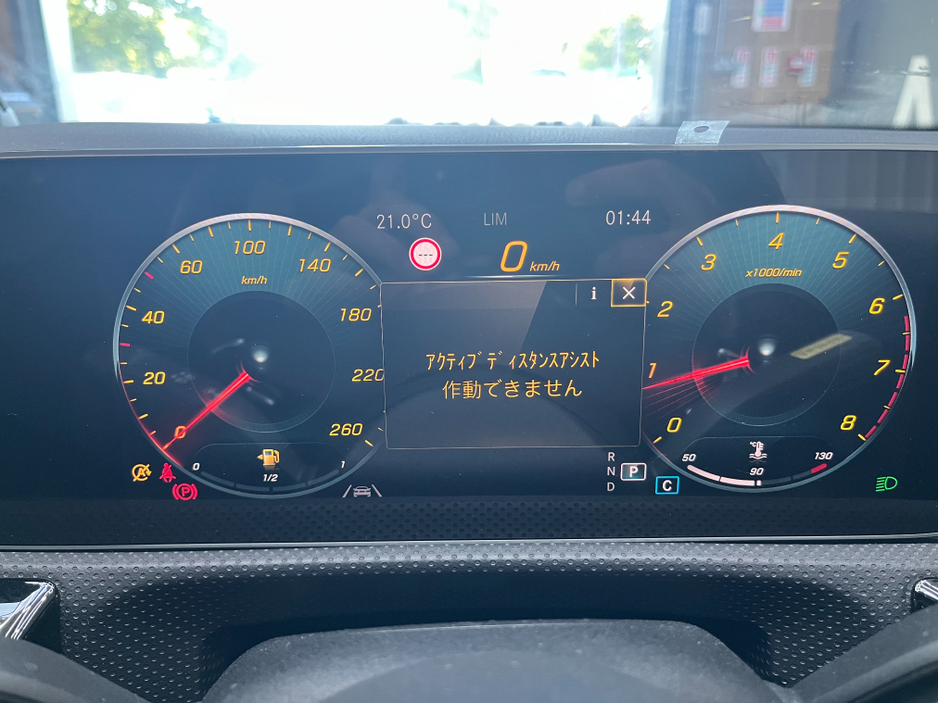 21.0°C LIM 01:44
--- 0 km/h
0 20 40 60 100 140 180 220 260
km/h
i ×
ｱｸﾃｨﾌﾞﾃﾞｨｽﾀﾝｽｱｼｽﾄ
作動できません
0 1 2 3 4 5 6 7 8
x1000/min
0 1/2 1
R
N P
D
C
50 90 130
°C
A
P